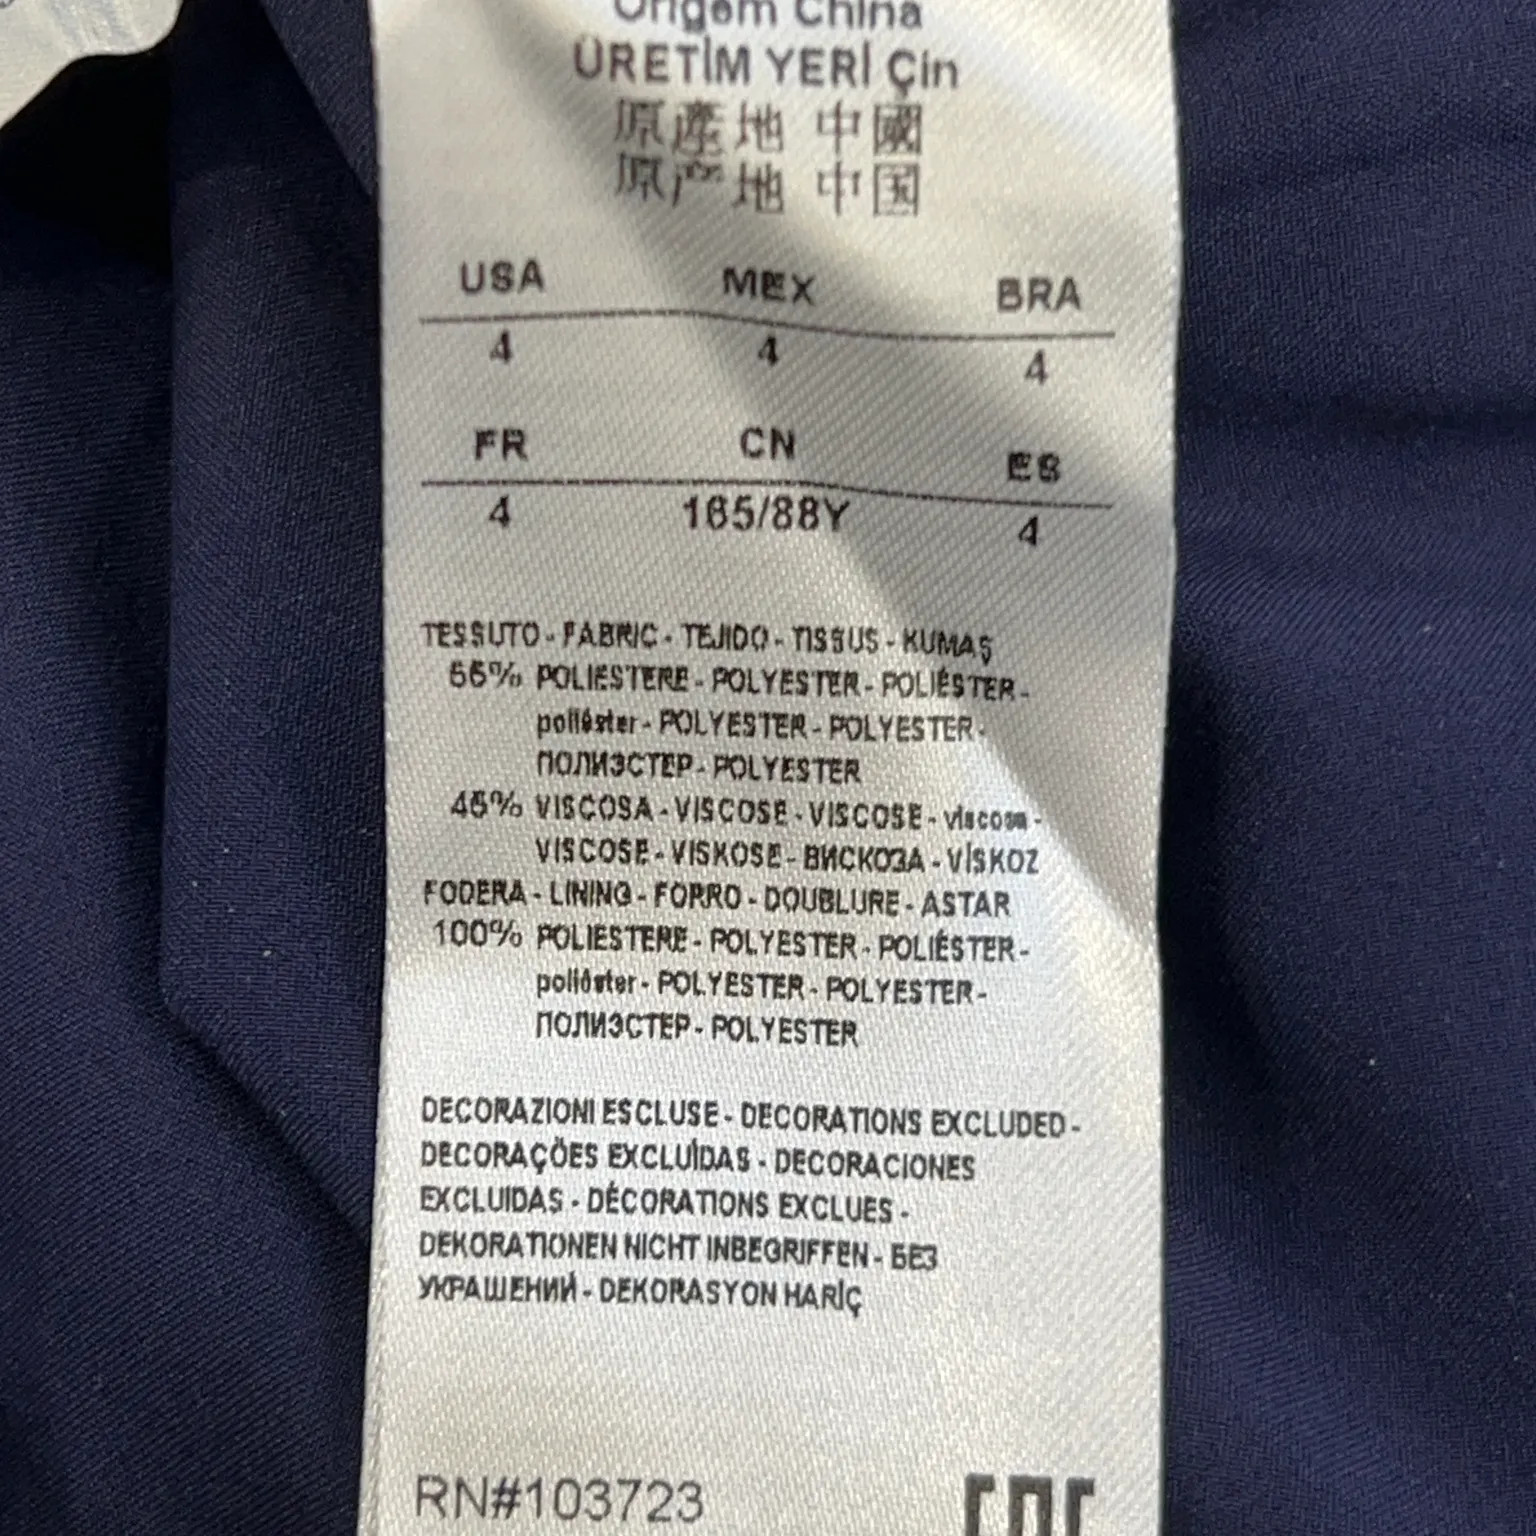 Origem China
ÜRETİM YERİ Çin
原產地 中國
原产地 中国
USA MEX BRA
4 4 4
FR CN ES
4 165/88Y 4
TESSUTO - FABRIC - TEJIDO - TISSUS - KUMAŞ
55% POLIESTERE - POLYESTER - POLIÉSTER -
poliéster - POLYESTER - POLYESTER -
ПОЛИЭСТЕР - POLYESTER
45% VISCOSA - VISCOSE - VISCOSE - viscosa -
VISCOSE - VISKOSE - ВИСКОЗА - VİSKOZ
FODERA - LINING - FORRO - DOUBLURE - ASTAR
100% POLIESTERE - POLYESTER - POLIÉSTER -
poliéster - POLYESTER - POLYESTER -
ПОЛИЭСТЕР - POLYESTER
DECORAZIONI ESCLUSE - DECORATIONS EXCLUDED -
DECORAÇÕES EXCLUÍDAS - DECORACIONES
EXCLUIDAS - DÉCORATIONS EXCLUES -
DEKORATIONEN NICHT INBEGRIFFEN - БЕЗ
УКРАШЕНИЙ - DEKORASYON HARİÇ
RN#103723